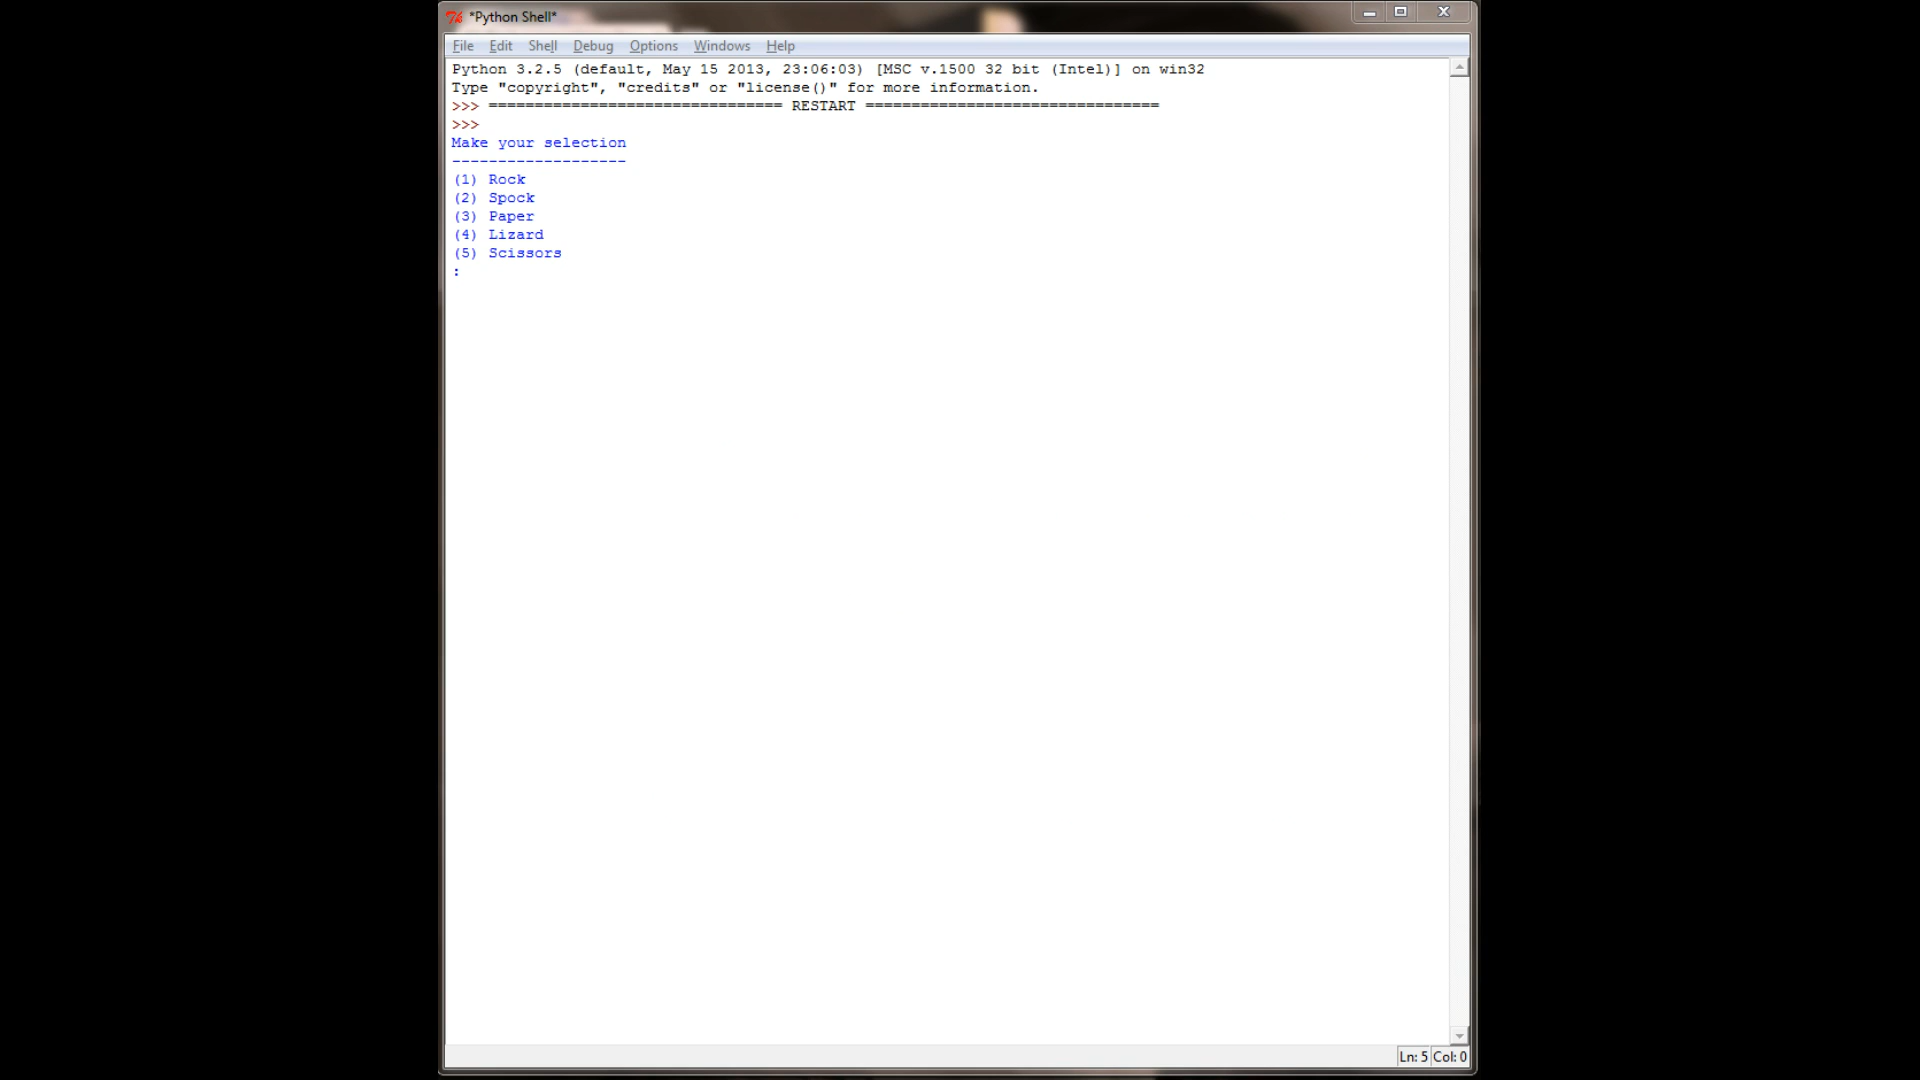 *Python Shell*
File Edit Shell Debug Options Windows Help
Python 3.2.5 (default, May 15 2013, 23:06:03) [MSC v.1500 32 bit (Intel)] on win32
Type "copyright", "credits" or "license()" for more information.
>>> ================================ RESTART ================================
>>>
Make your selection
-------------------
(1) Rock
(2) Spock
(3) Paper
(4) Lizard
(5) Scissors
:
Ln: 5 Col: 0